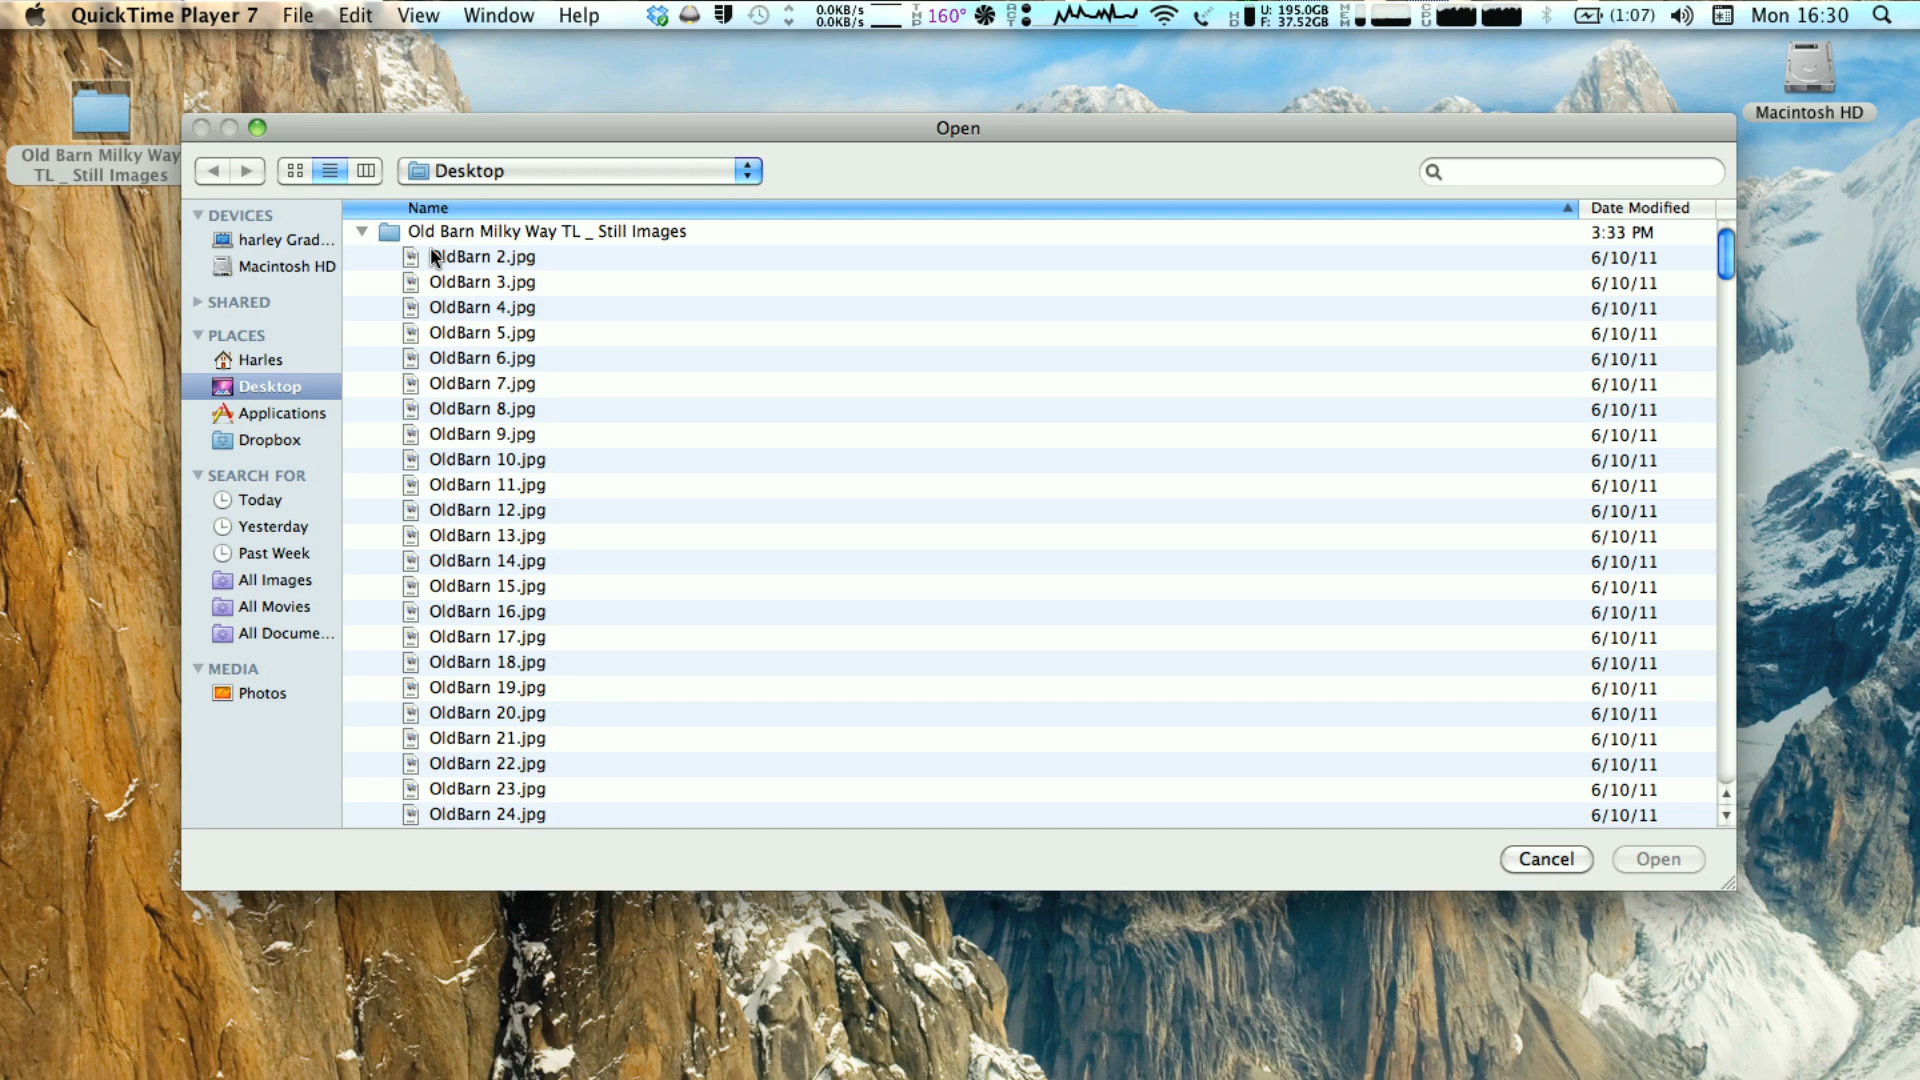 QuickTime Player 7 File Edit View Window Help
0.0KB/s
0.0KB/s
160°
U: 195.0GB
F: 37.52GB
(1:07)
Mon 16:30
Macintosh HD
Old Barn Milky Way
TL _ Still Images
Open
Desktop
DEVICES
harley Grad...
Macintosh HD
SHARED
PLACES
Harles
Desktop
Applications
Dropbox
SEARCH FOR
Today
Yesterday
Past Week
All Images
All Movies
All Docume...
MEDIA
Photos
Name Date Modified
Old Barn Milky Way TL _ Still Images 3:33 PM
OldBarn 2.jpg 6/10/11
OldBarn 3.jpg 6/10/11
OldBarn 4.jpg 6/10/11
OldBarn 5.jpg 6/10/11
OldBarn 6.jpg 6/10/11
OldBarn 7.jpg 6/10/11
OldBarn 8.jpg 6/10/11
OldBarn 9.jpg 6/10/11
OldBarn 10.jpg 6/10/11
OldBarn 11.jpg 6/10/11
OldBarn 12.jpg 6/10/11
OldBarn 13.jpg 6/10/11
OldBarn 14.jpg 6/10/11
OldBarn 15.jpg 6/10/11
OldBarn 16.jpg 6/10/11
OldBarn 17.jpg 6/10/11
OldBarn 18.jpg 6/10/11
OldBarn 19.jpg 6/10/11
OldBarn 20.jpg 6/10/11
OldBarn 21.jpg 6/10/11
OldBarn 22.jpg 6/10/11
OldBarn 23.jpg 6/10/11
OldBarn 24.jpg 6/10/11
Cancel Open